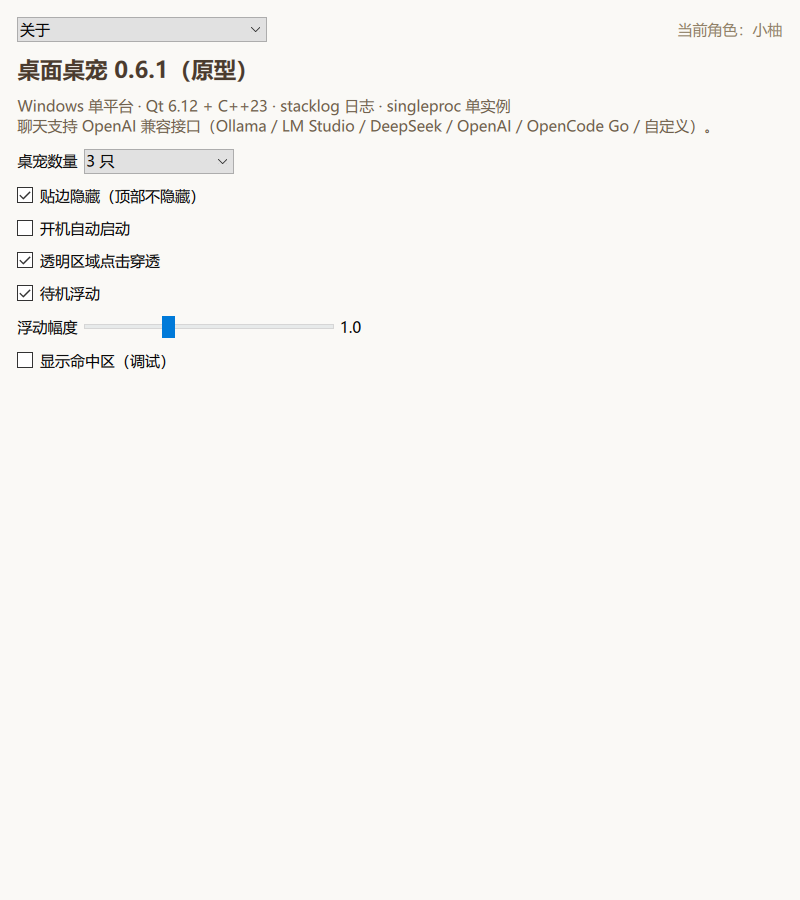 关于
当前角色：小柚
桌面桌宠 0.6.1（原型）
Windows 单平台 · Qt 6.12 + C++23 · stacklog 日志 · singleproc 单实例
聊天支持 OpenAI 兼容接口（Ollama / LM Studio / DeepSeek / OpenAI / OpenCode Go / 自定义）。
桌宠数量 3 只
贴边隐藏（顶部不隐藏）
开机自动启动
透明区域点击穿透
待机浮动
浮动幅度 1.0
显示命中区（调试）